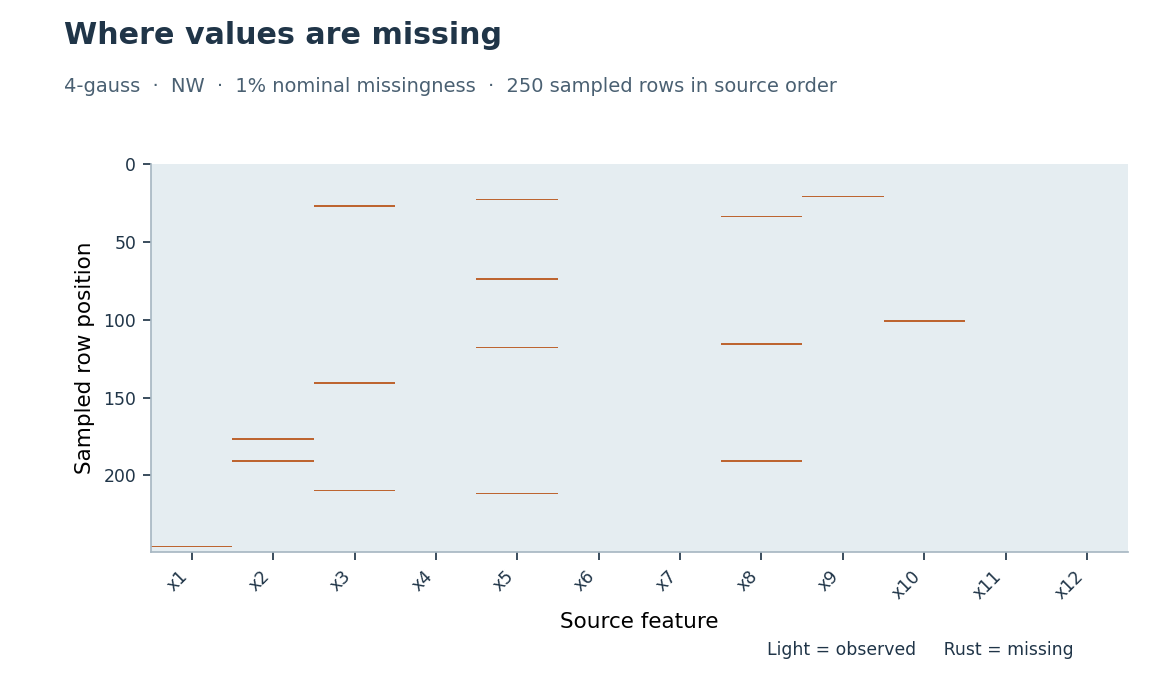 Where values are missing
4-gauss · NW · 1% nominal missingness · 250 sampled rows in source order
0
50
100
150
200
Sampled row position
x1 x2 x3 x4 x5 x6 x7 x8 x9 x10 x11 x12
Source feature
Light = observed Rust = missing